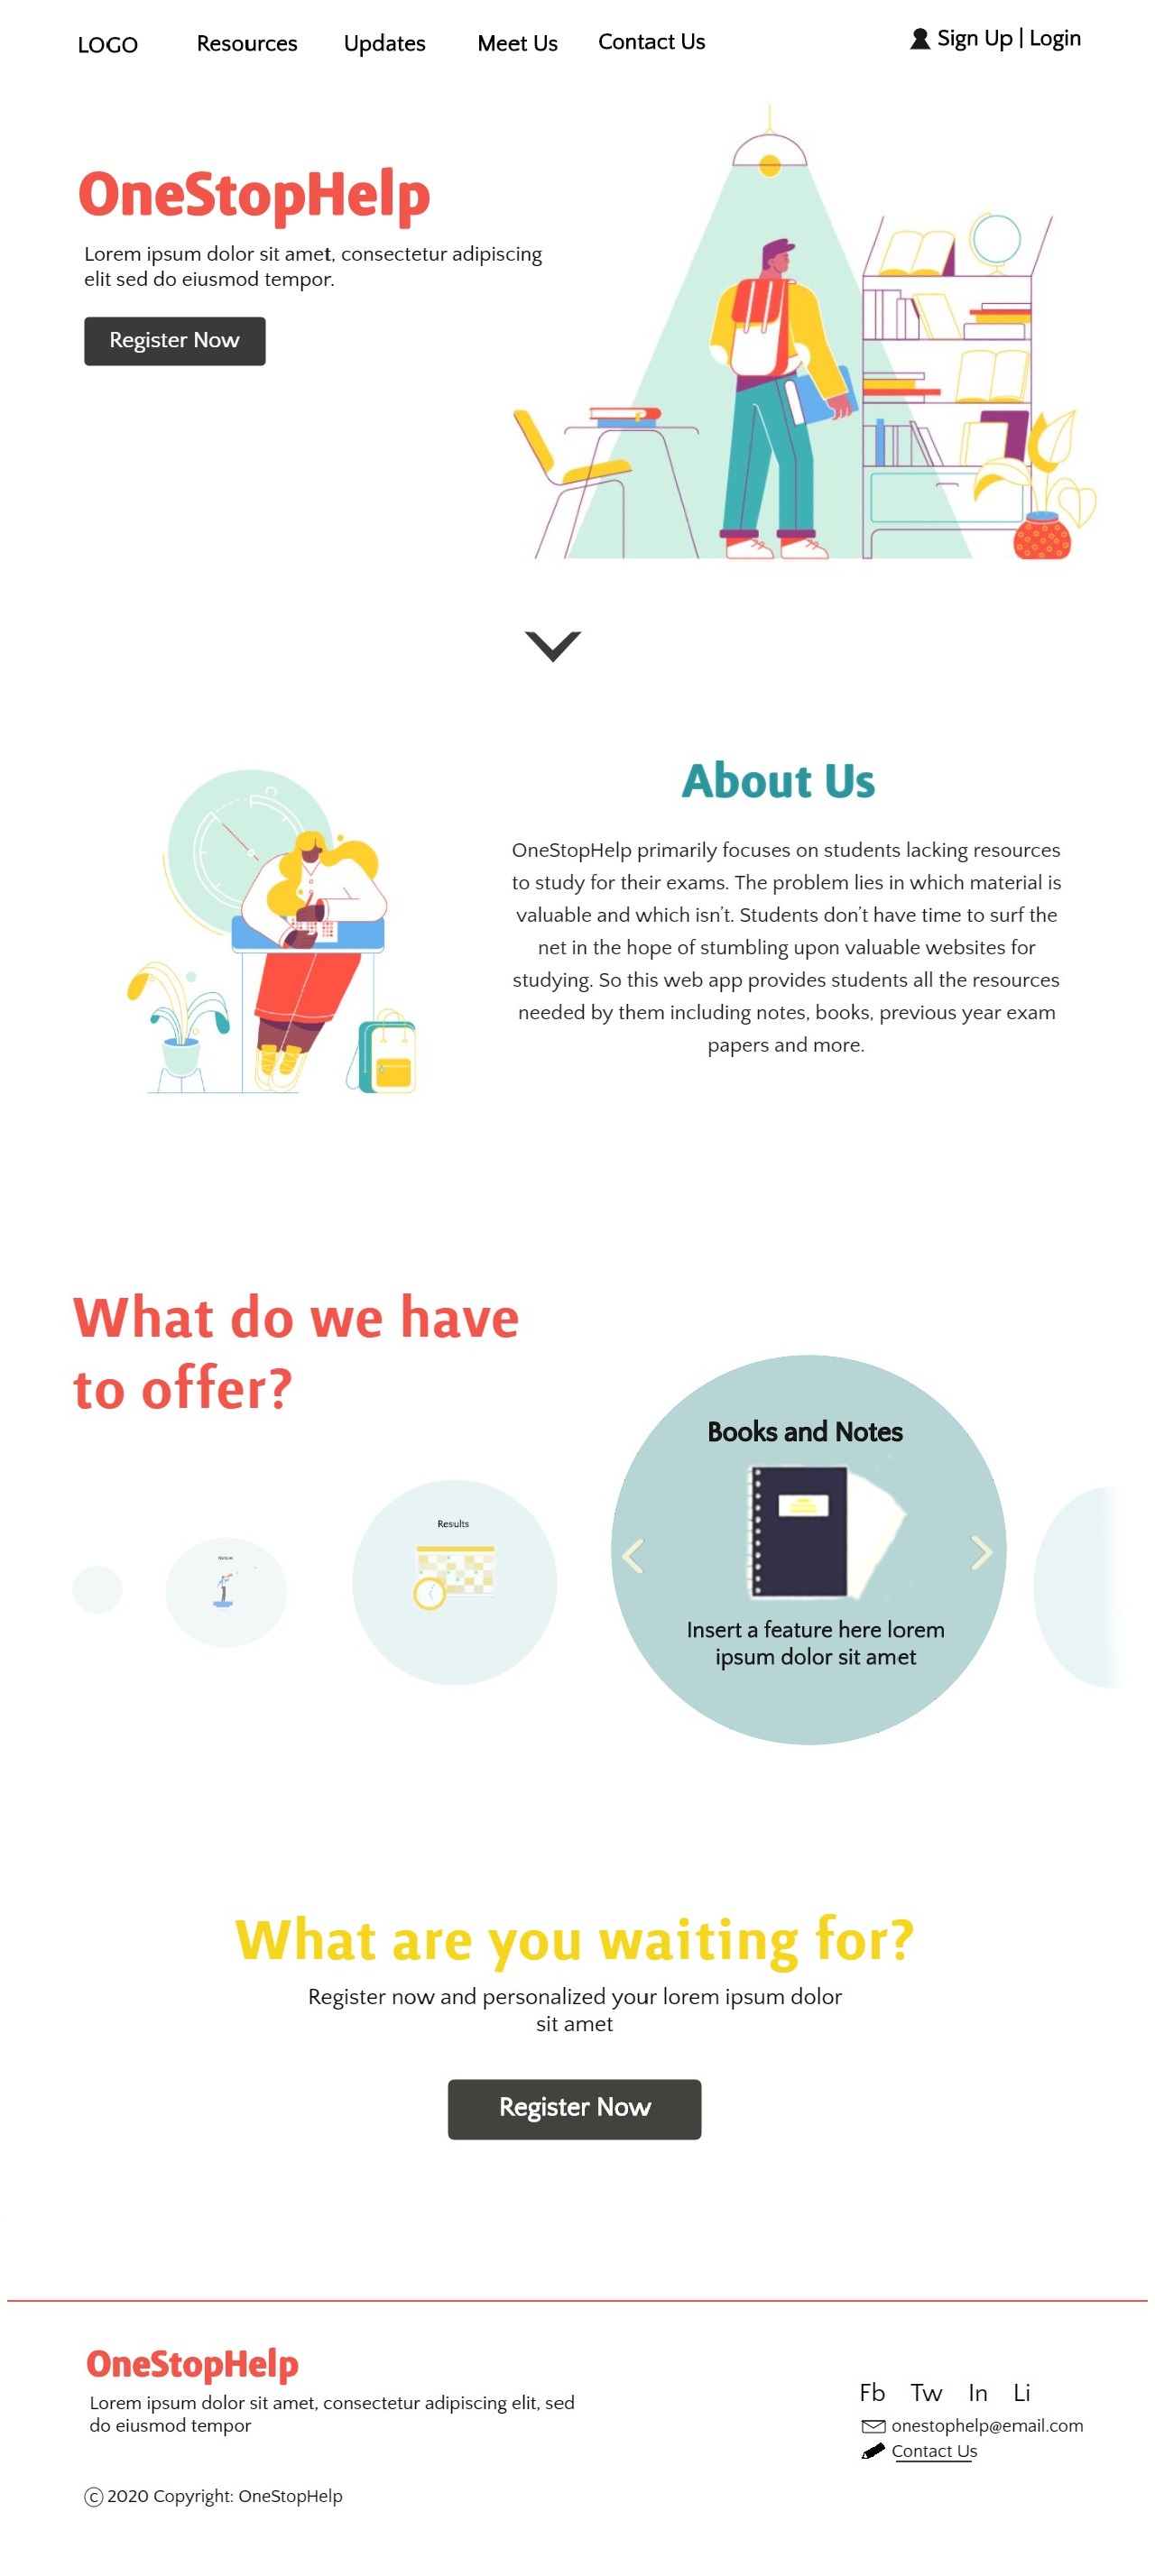 LOGO
Resources
Updates
Meet Us
Contact Us
Sign Up | Login
OneStopHelp
Lorem ipsum dolor sit amet, consectetur adipiscing
elit sed do eiusmod tempor.
Register Now
About Us
OneStopHelp primarily focuses on students lacking resources
to study for their exams. The problem lies in which material is
valuable and which isn't. Students don't have time to surf the
net in the hope of stumbling upon valuable websites for
studying. So this web app provides students all the resources
needed by them including notes, books, previous year exam
papers and more.
What do we have
to offer?
Results
Books and Notes
Insert a feature here lorem
ipsum dolor sit amet
What are you waiting for?
Register now and personalized your lorem ipsum dolor
sit amet
Register Now
OneStopHelp
Lorem ipsum dolor sit amet, consectetur adipiscing elit, sed
do eiusmod tempor
Fb Tw In Li
onestophelp@email.com
Contact Us
© 2020 Copyright: OneStopHelp